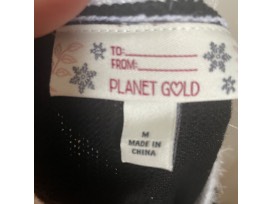 TO:
FROM:
PLANET GOLD
M
MADE IN
CHINA